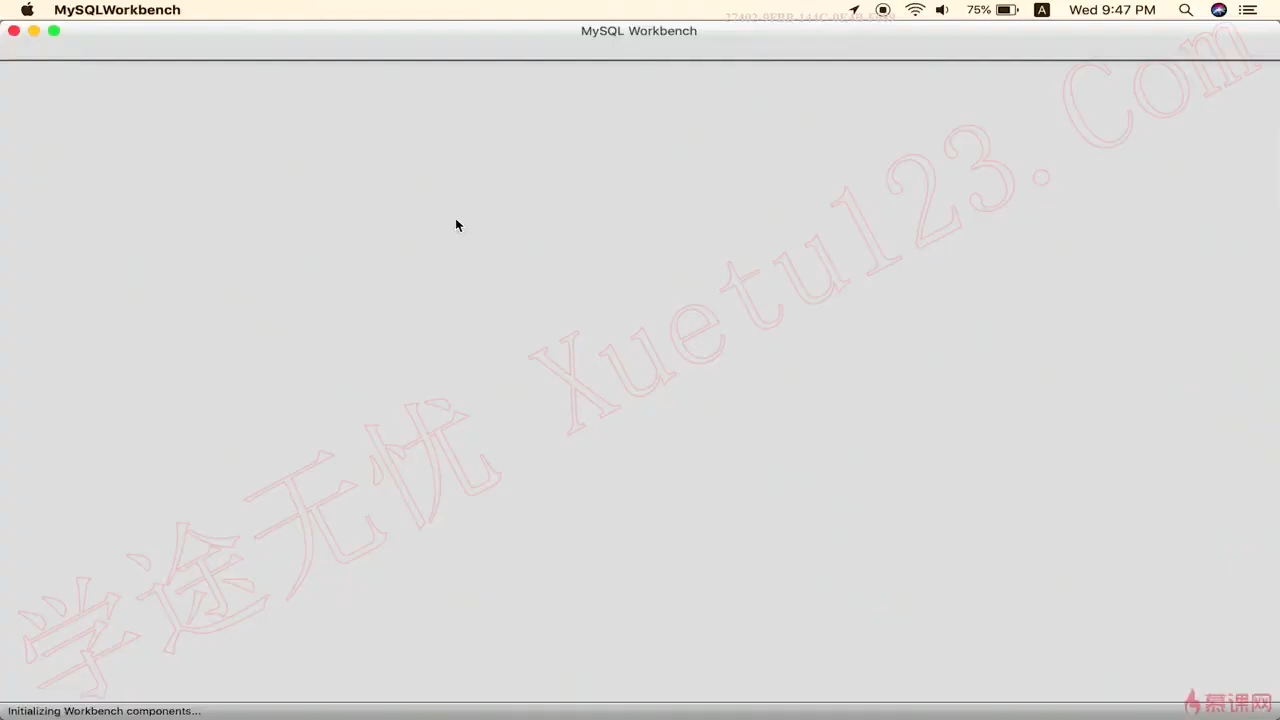 MySQLWorkbench
75%
A
Wed 9:47 PM
MySQL Workbench
学途无忧 Xuetu123.Com
Initializing Workbench components...
慕课网